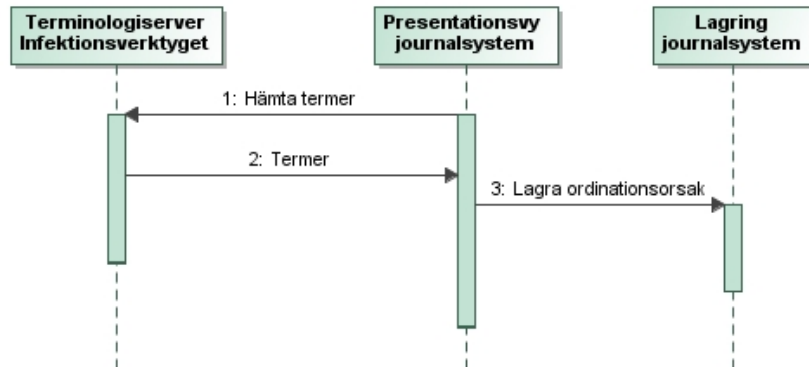 Terminologiserver
Infektionsverktyget
Presentationsvy
journalsystem
Lagring
journalsystem
1: Hämta termer
2: Termer
3: Lagra ordinationsorsak